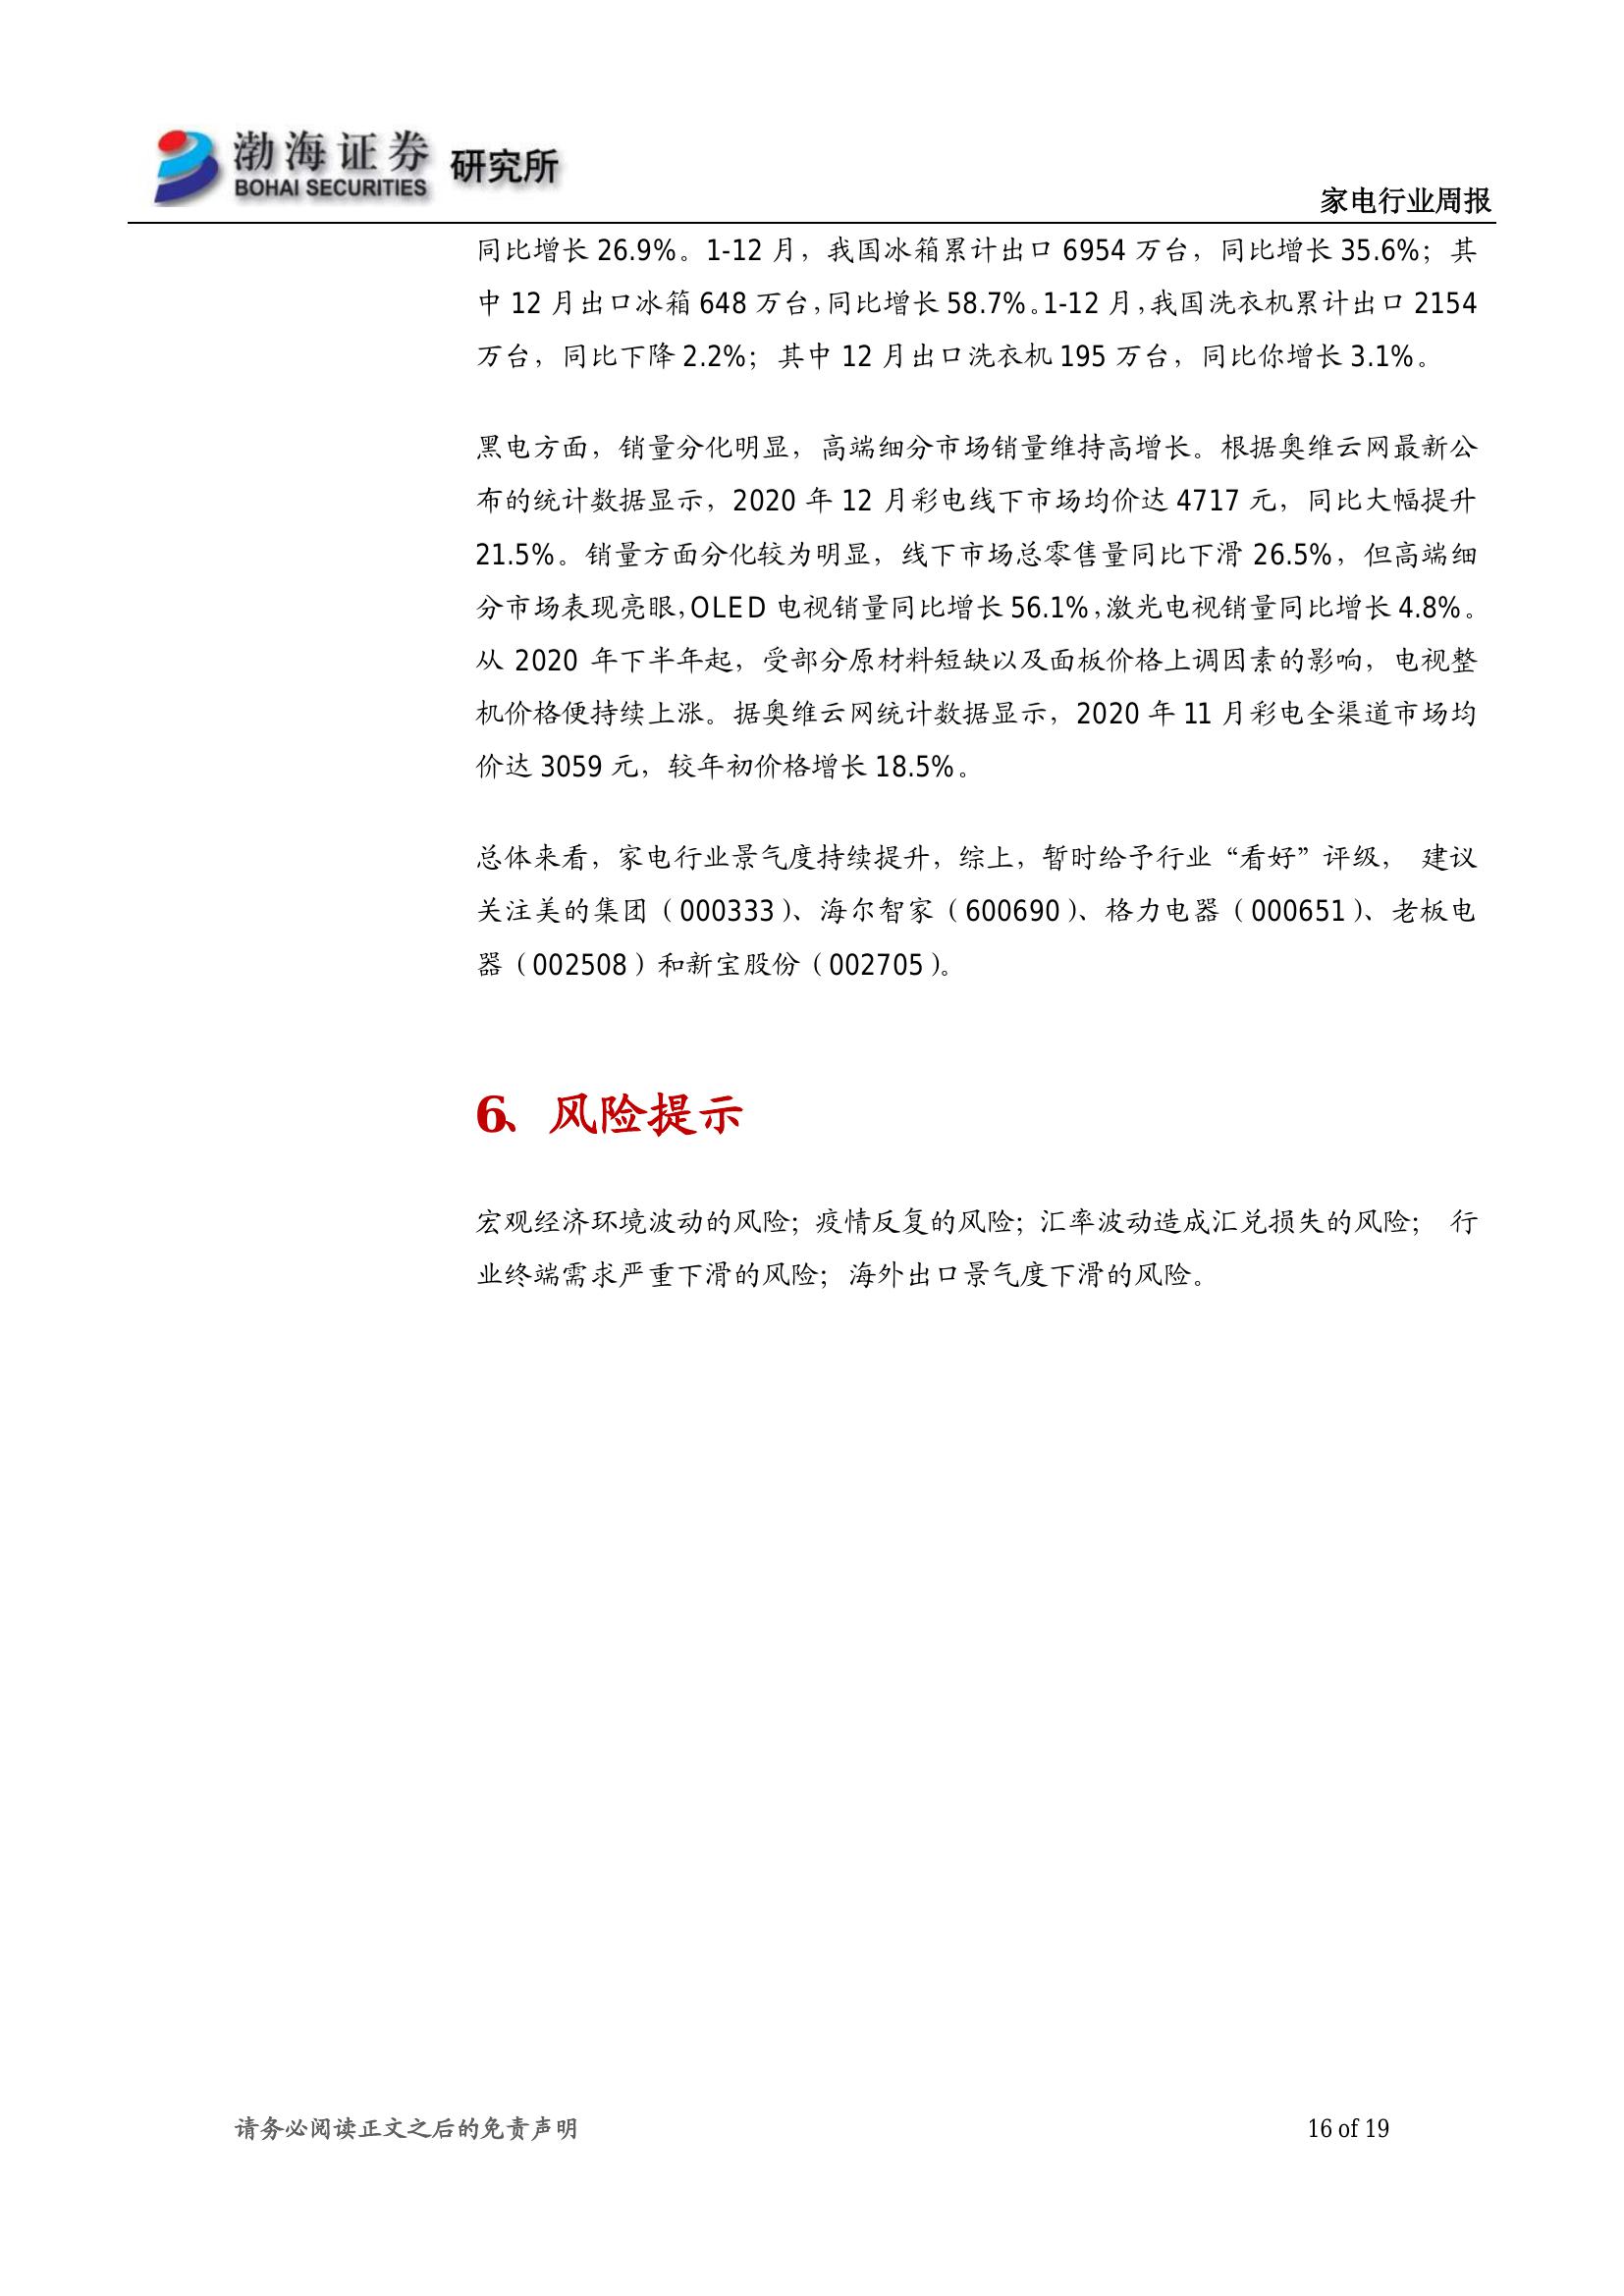 渤海证券 研究所
BOHAI SECURITIES
家电行业周报
同比增长 26.9%。1-12 月，我国冰箱累计出口 6954 万台，同比增长 35.6%；其
中 12 月出口冰箱 648 万台，同比增长 58.7%。1-12 月，我国洗衣机累计出口 2154
万台，同比下降 2.2%；其中 12 月出口洗衣机 195 万台，同比你增长 3.1%。
黑电方面，销量分化明显，高端细分市场销量维持高增长。根据奥维云网最新公
布的统计数据显示，2020 年 12 月彩电线下市场均价达 4717 元，同比大幅提升
21.5%。销量方面分化较为明显，线下市场总零售量同比下滑 26.5%，但高端细
分市场表现亮眼，OLED 电视销量同比增长 56.1%，激光电视销量同比增长 4.8%。
从 2020 年下半年起，受部分原材料短缺以及面板价格上调因素的影响，电视整
机价格便持续上涨。据奥维云网统计数据显示，2020 年 11 月彩电全渠道市场均
价达 3059 元，较年初价格增长 18.5%。
总体来看，家电行业景气度持续提升，综上，暂时给予行业“看好”评级， 建议
关注美的集团（000333）、海尔智家（600690）、格力电器（000651）、老板电
器（002508）和新宝股份（002705）。
6、风险提示
宏观经济环境波动的风险；疫情反复的风险；汇率波动造成汇兑损失的风险； 行
业终端需求严重下滑的风险；海外出口景气度下滑的风险。
请务必阅读正文之后的免责声明
16 of 19